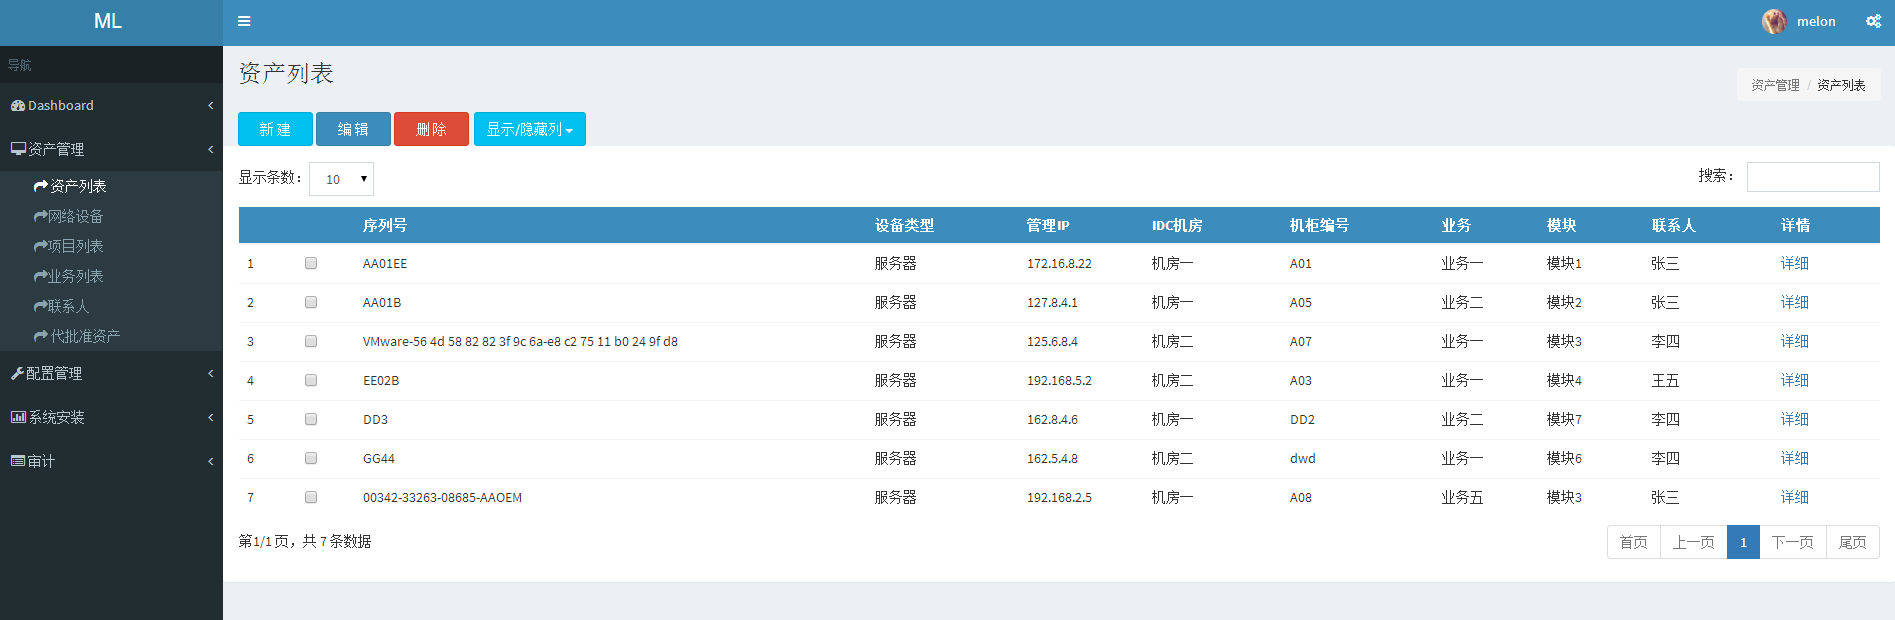 ML
melon
导航
Dashboard
资产管理
资产列表
网络设备
项目列表
业务列表
联系人
代批准资产
配置管理
系统安装
审计
资产列表
资产管理 / 资产列表
新 建 编 辑 删 除 显示/隐藏列
显示条数： 10 搜索：
序列号 设备类型 管理IP IDC机房 机柜编号 业务 模块 联系人 详情
1 AA01EE 服务器 172.16.8.22 机房一 A01 业务一 模块1 张三 详细
2 AA01B 服务器 127.8.4.1 机房一 A05 业务二 模块2 张三 详细
3 VMware-56 4d 58 82 82 3f 9c 6a-e8 c2 75 11 b0 24 9f d8 服务器 125.6.8.4 机房二 A07 业务一 模块3 李四 详细
4 EE02B 服务器 192.168.5.2 机房二 A03 业务一 模块4 王五 详细
5 DD3 服务器 162.8.4.6 机房一 DD2 业务二 模块7 李四 详细
6 GG44 服务器 162.5.4.8 机房二 dwd 业务一 模块6 李四 详细
7 00342-33263-08685-AAOEM 服务器 192.168.2.5 机房一 A08 业务五 模块3 张三 详细
第1/1 页，共 7 条数据
首页 上一页 1 下一页 尾页